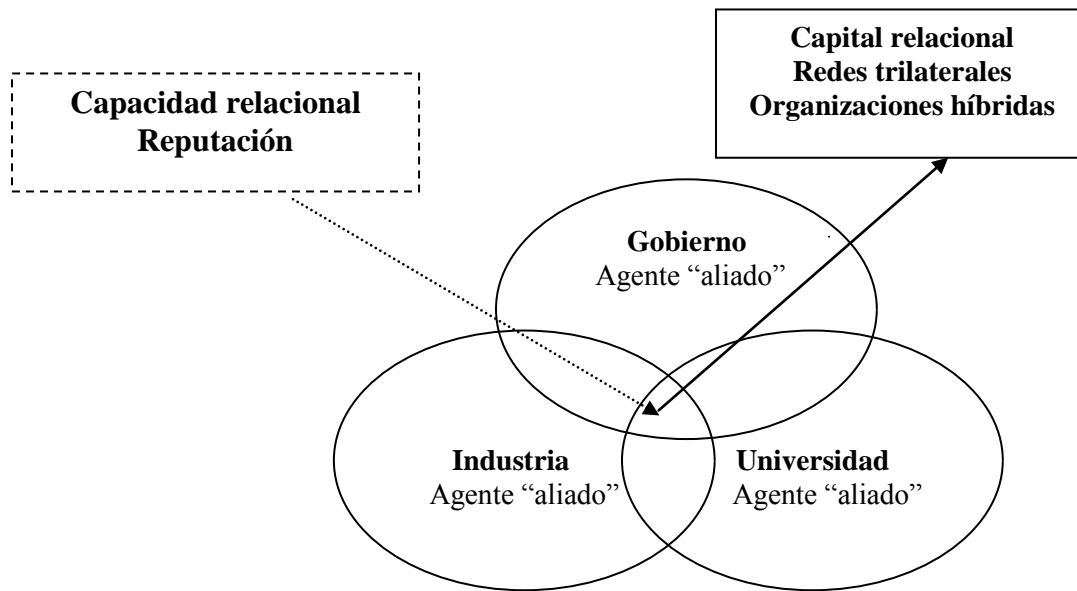 Capital relacional
Redes trilaterales
Organizaciones híbridas
Capacidad relacional
Reputación
Gobierno
Agente “aliado”
Industria
Agente “aliado”
Universidad
Agente “aliado”